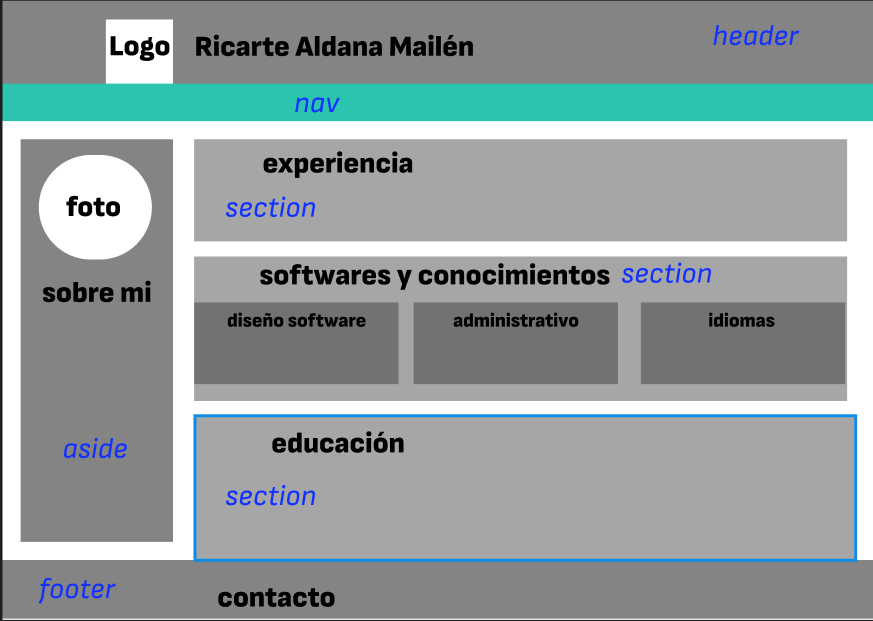 Logo
Ricarte Aldana Mailén
header
nav
foto
sobre mi
aside
experiencia
section
softwares y conocimientos section
diseño software
administrativo
idiomas
educación
section
footer
contacto